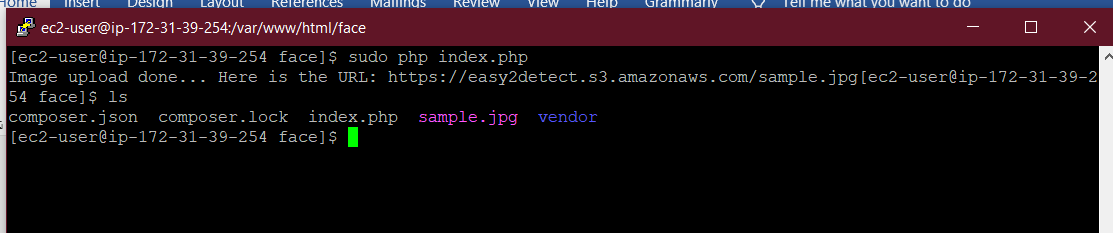 Home Insert Design Layout References Mailings Review View Help Grammarly Tell me what you want to do
ec2-user@ip-172-31-39-254:/var/www/html/face
[ec2-user@ip-172-31-39-254 face]$ sudo php index.php
Image upload done... Here is the URL: https://easy2detect.s3.amazonaws.com/sample.jpg[ec2-user@ip-172-31-39-2
54 face]$ ls
composer.json composer.lock index.php sample.jpg vendor
[ec2-user@ip-172-31-39-254 face]$